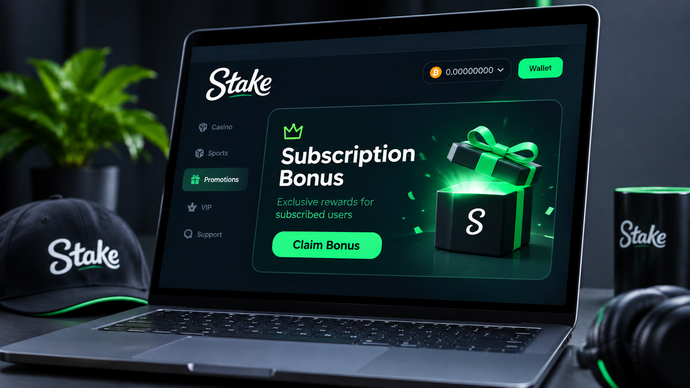 Stake
0.00000000
Wallet
Casino
Sports
Promotions
VIP
Support
Subscription
Bonus
Exclusive rewards for
subscribed users
Claim Bonus
S
Stake
Stake